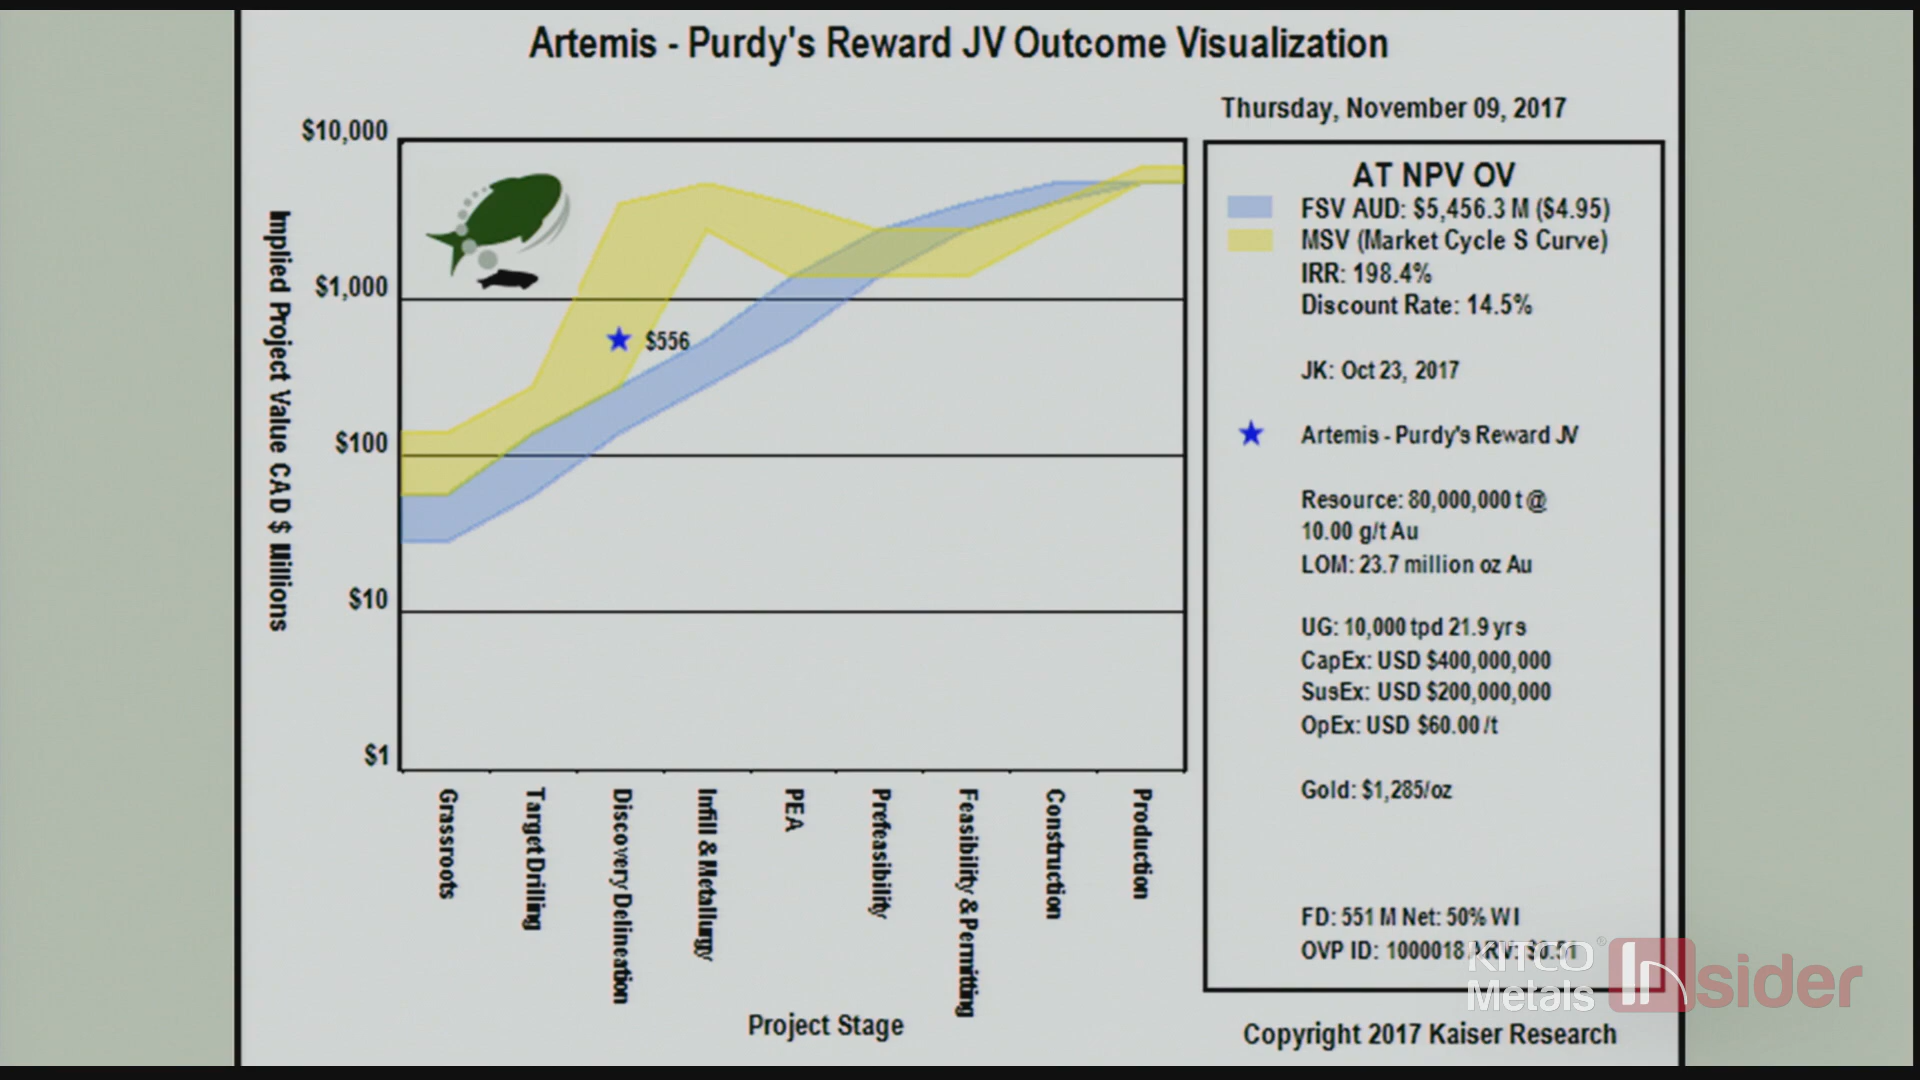 Artemis - Purdy's Reward JV Outcome Visualization
Thursday, November 09, 2017
$10,000
$1,000
$100
$10
$1
Implied Project Value CAD $ Millions
$556
Grassroots
Target Drilling
Discovery Delineation
Infill & Metallurgy
PEA
Prefeasibility
Feasibility & Permitting
Construction
Production
Project Stage
AT NPV OV
FSV AUD: $5,456.3 M ($4.95)
MSV (Market Cycle S Curve)
IRR: 198.4%
Discount Rate: 14.5%
JK: Oct 23, 2017
Artemis - Purdy's Reward JV
Resource: 80,000,000 t @
10.00 g/t Au
LOM: 23.7 million oz Au
UG: 10,000 tpd 21.9 yrs
CapEx: USD $400,000,000
SusEx: USD $200,000,000
OpEx: USD $60.00 /t
Gold: $1,285/oz
FD: 551 M Net: 50% WI
OVP ID: 1000018 $0.51
Copyright 2017 Kaiser Research
KITCO®
Metals
Insider